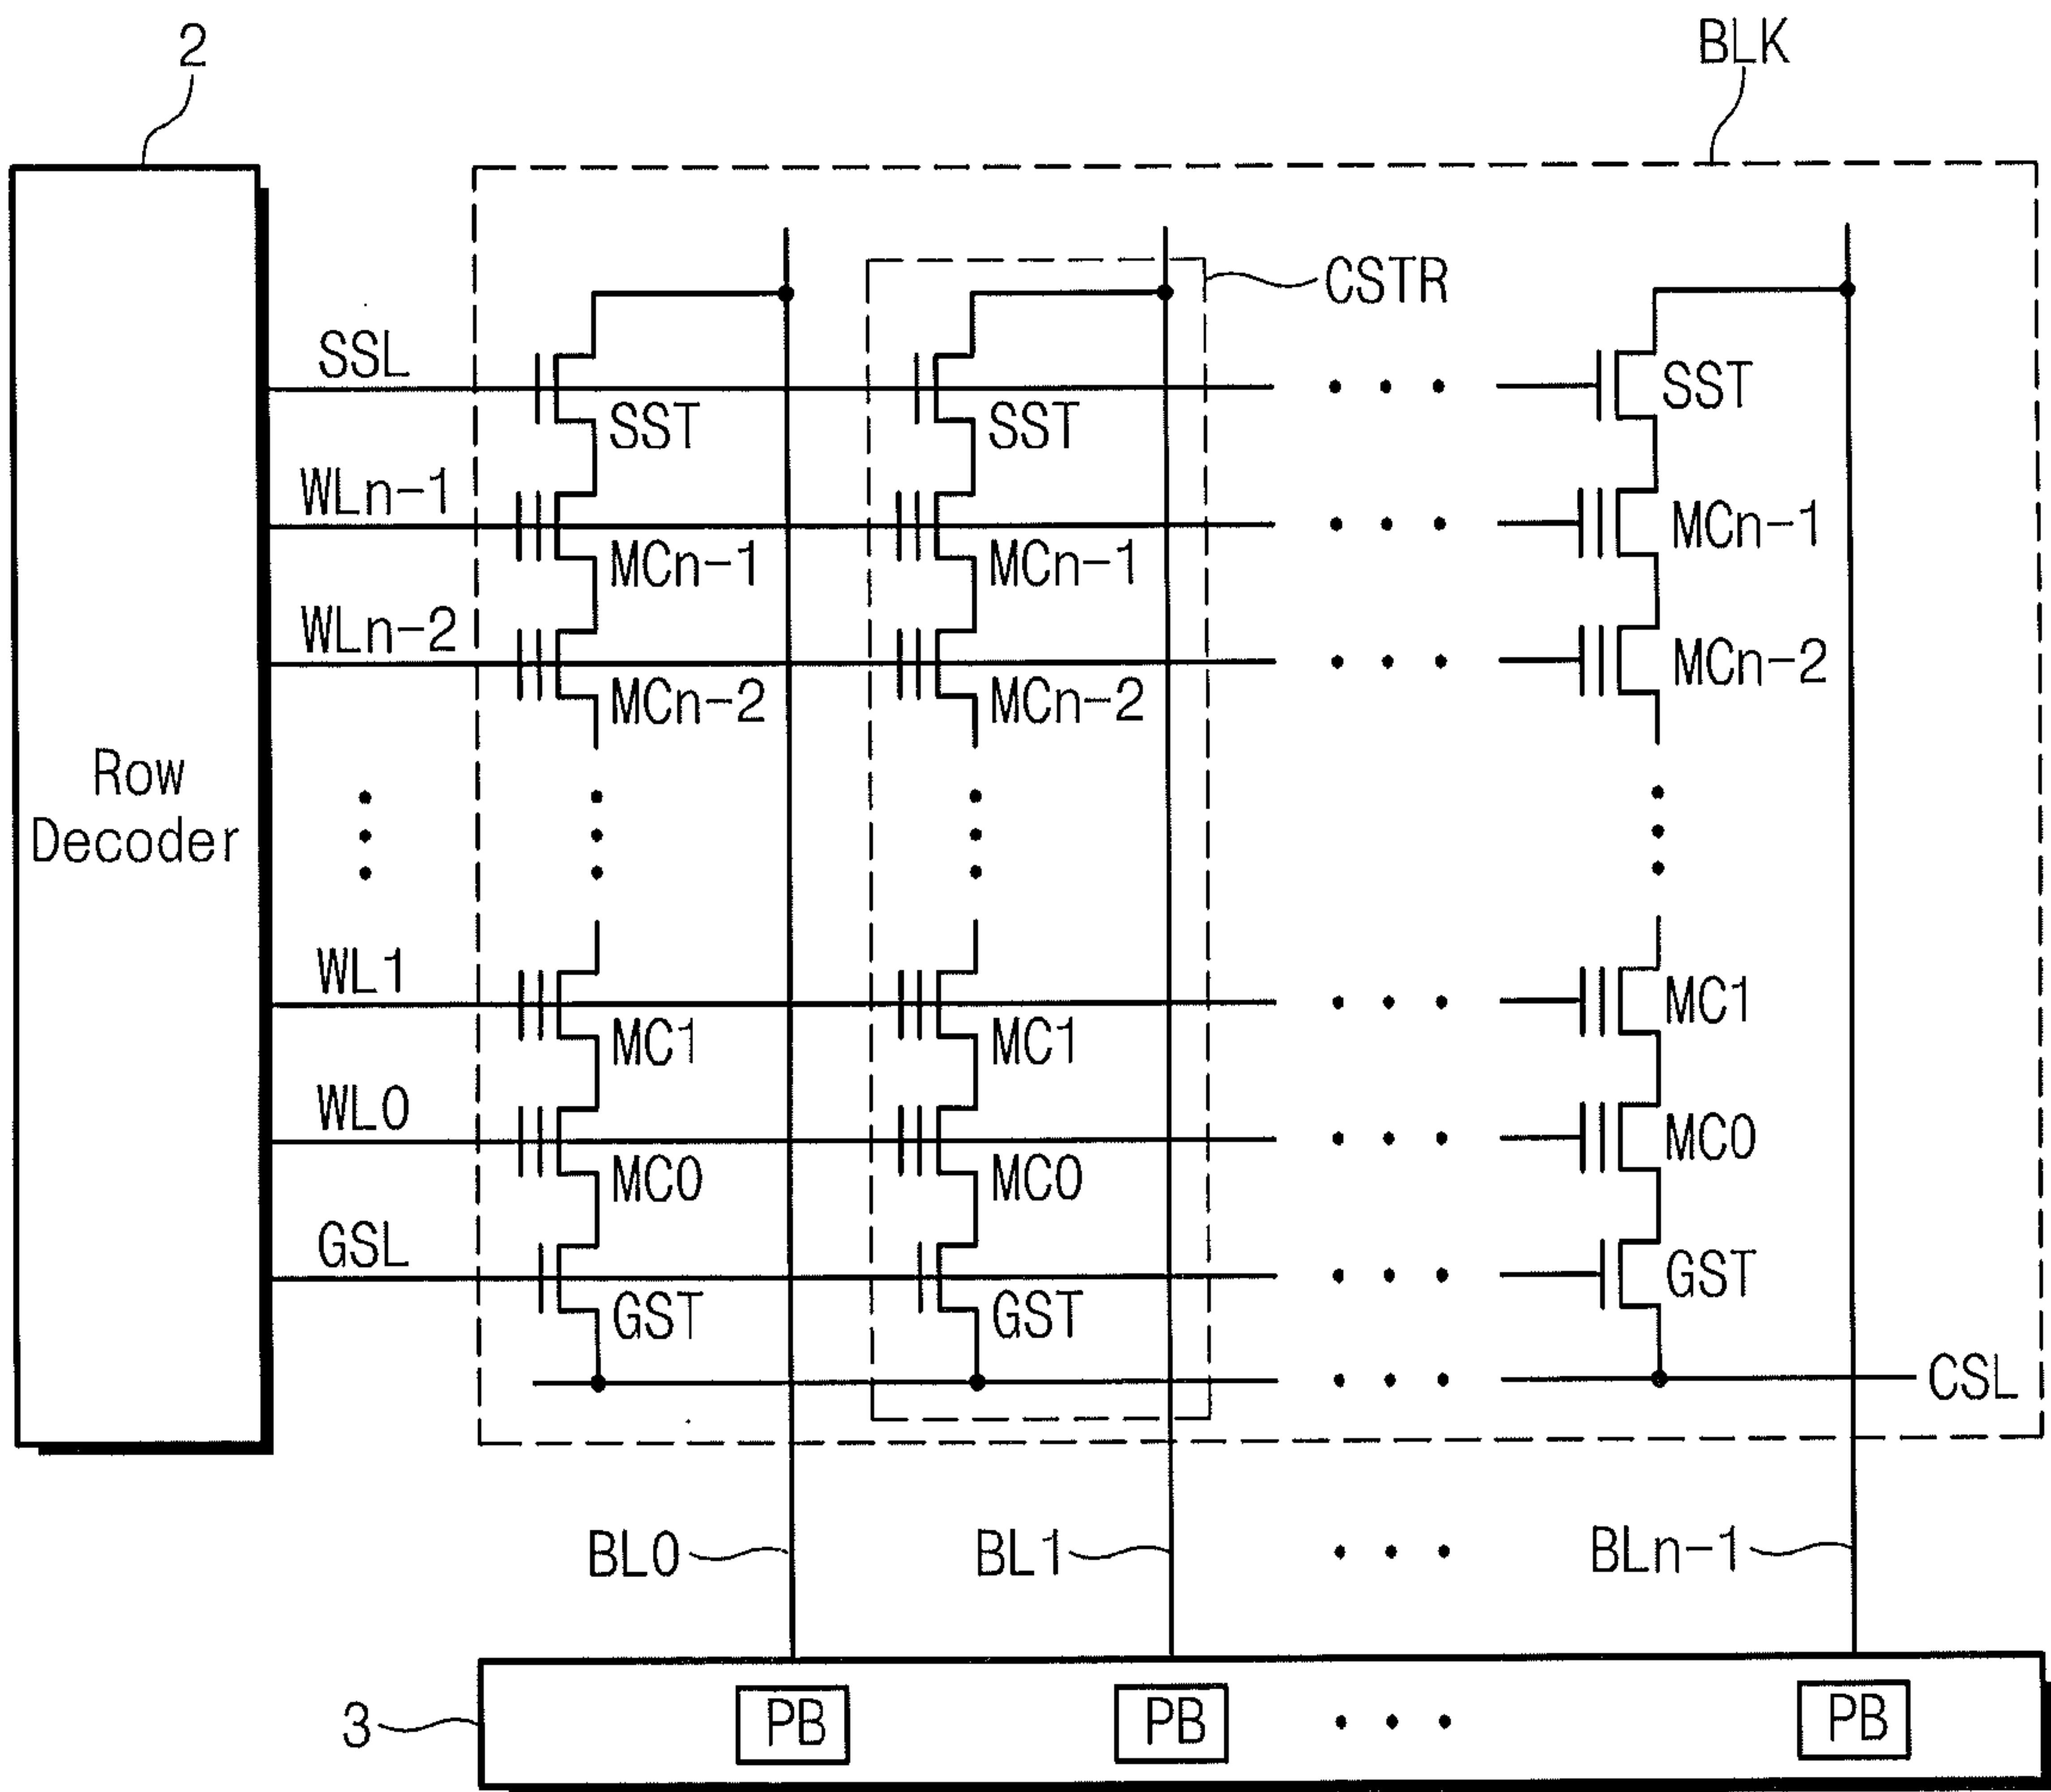 2
BLK
CSTR
SSL
SST
SST
SST
WLn-1
MCn-1
MCn-1
MCn-1
WLn-2
MCn-2
MCn-2
MCn-2
Row
Decoder
WL1
MC1
MC1
MC1
WL0
MC0
MC0
MC0
GSL
GST
GST
GST
CSL
BL0
BL1
BLn-1
3
PB
PB
PB